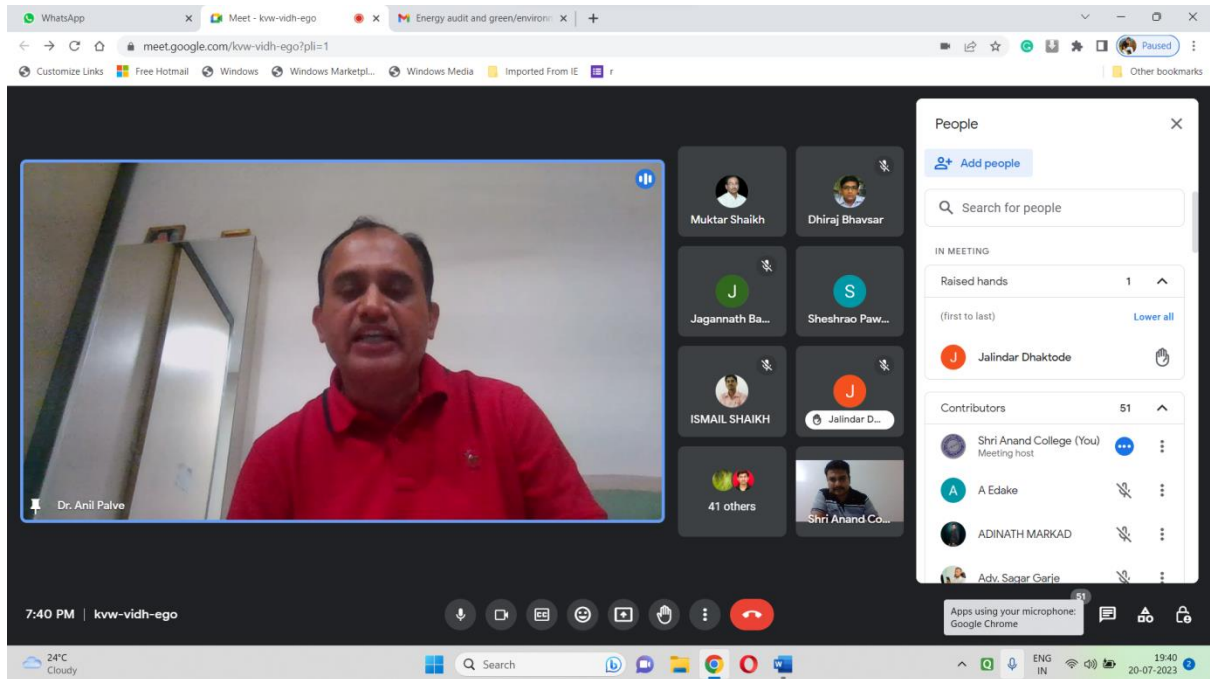 WhatsApp
Meet - kvw-vidh-ego
Energy audit and green/environ
meet.google.com/kvw-vidh-ego?pli=1
Paused
Customize Links
Free Hotmail
Windows
Windows Marketpl...
Windows Media
Imported From IE
r
Other bookmarks
Dr. Anil Palve
Muktar Shaikh
Dhiraj Bhavsar
J
Jagannath Ba...
S
Sheshrao Paw...
ISMAIL SHAIKH
J
Jalindar D...
41 others
Shri Anand Co...
People
Add people
Search for people
IN MEETING
Raised hands 1
(first to last) Lower all
J Jalindar Dhaktode
Contributors 51
Shri Anand College (You)
Meeting host
A A Edake
ADINATH MARKAD
Adv. Sagar Garje
7:40 PM | kvw-vidh-ego
CC
51
Apps using your microphone:
Google Chrome
24°C
Cloudy
Search
ENG
IN
19:40
20-07-2023
2